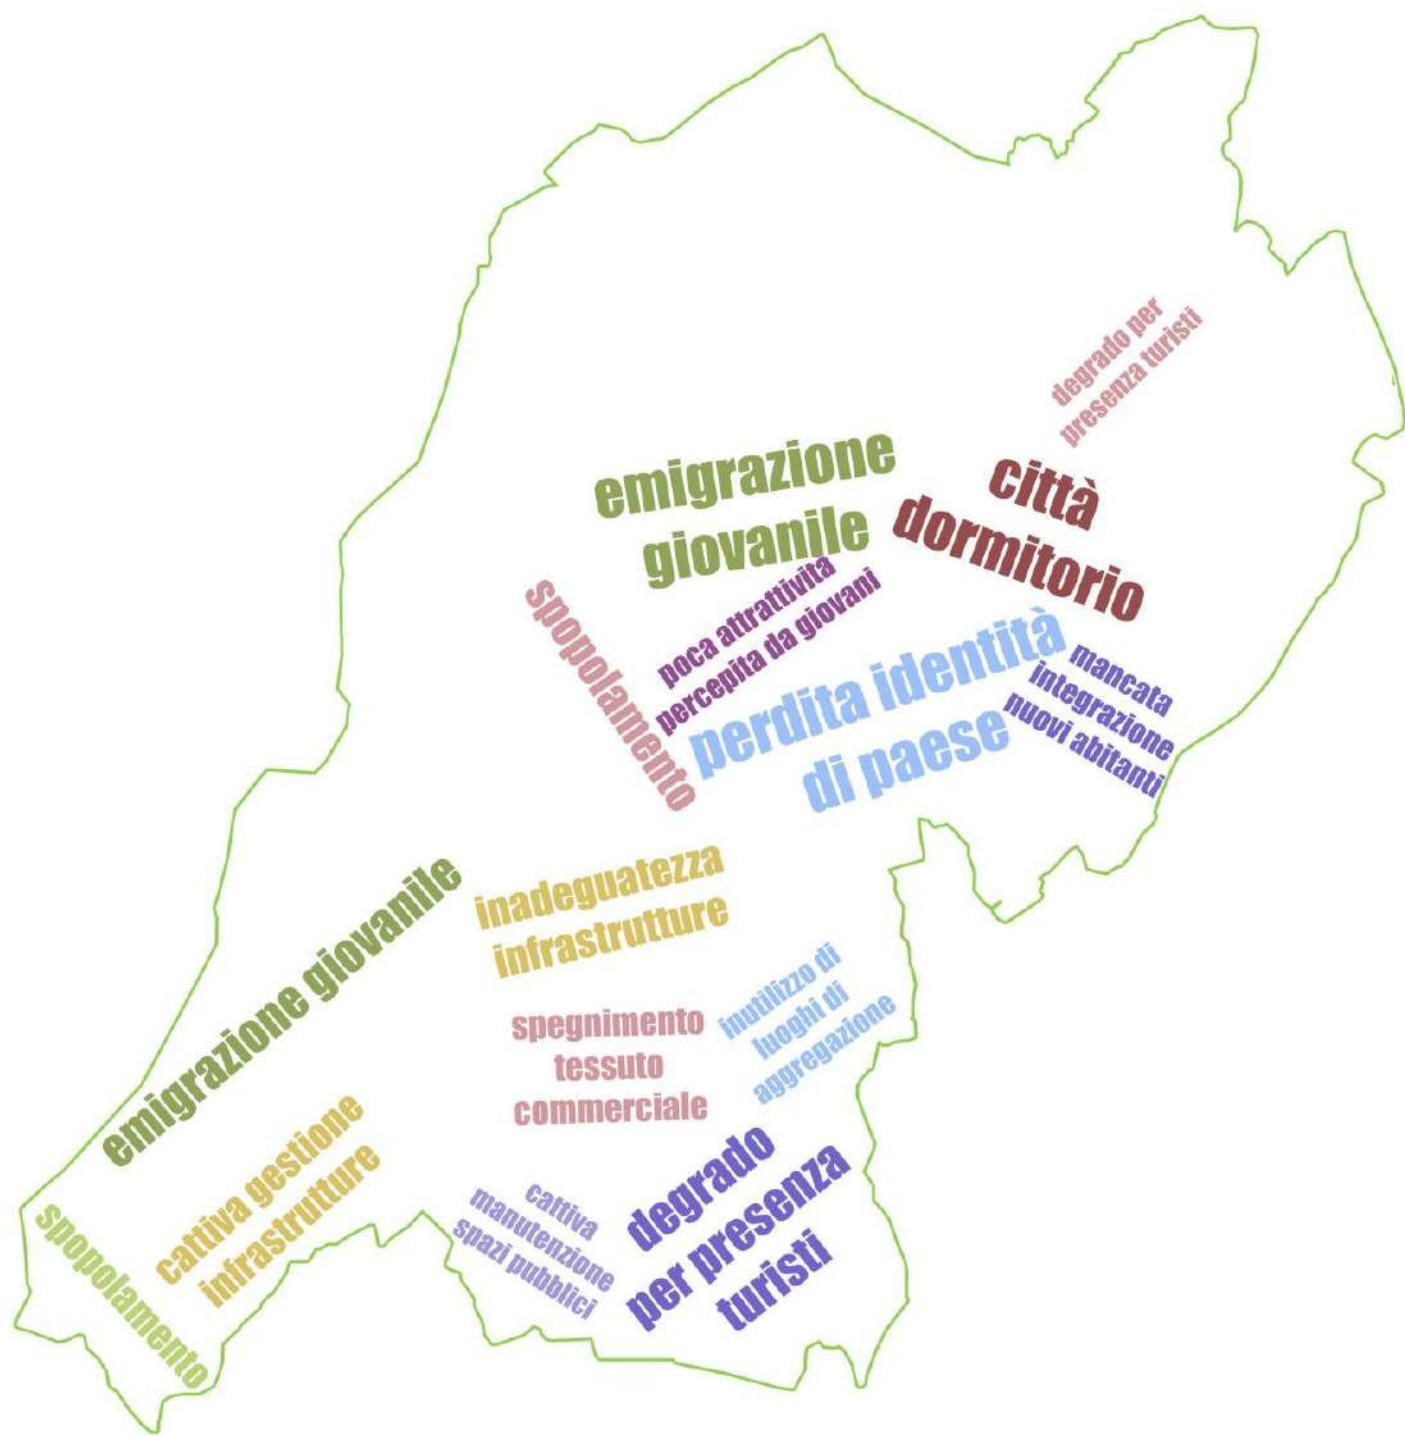 degrado per
presenza turisti
emigrazione
giovanile
città
dormitorio
spopolamento
poca attrattivita
percepita da giovani
perdita identità
di paese
mancata
integrazione
nuovi abitanti
inadeguatezza
infrastrutture
emigrazione giovanile
spegnimento
tessuto
commerciale
inutilizzo di
luoghi di
aggregazione
cattiva gestione
infrastrutture
spopolamento
cattiva
manutenzione
spazi pubblici
degrado
per presenza
turisti